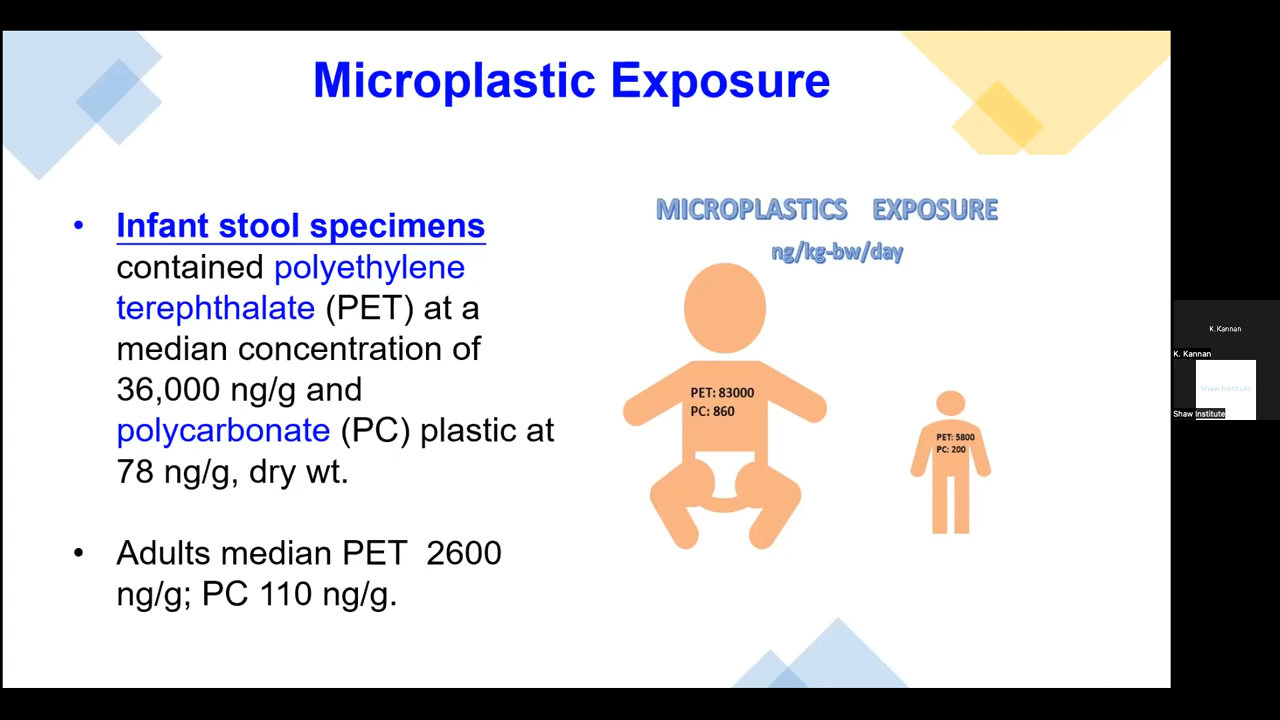 Microplastic Exposure
• Infant stool specimens
contained polyethylene
terephthalate (PET) at a
median concentration of
36,000 ng/g and
polycarbonate (PC) plastic at
78 ng/g, dry wt.
• Adults median PET 2600
ng/g; PC 110 ng/g.
MICROPLASTICS EXPOSURE
ng/kg-bw/day
PET: 83000
PC: 860
PET: 5800
PC: 200
K. Kannan
K. Kannan
Shaw Institute
Shaw Institute